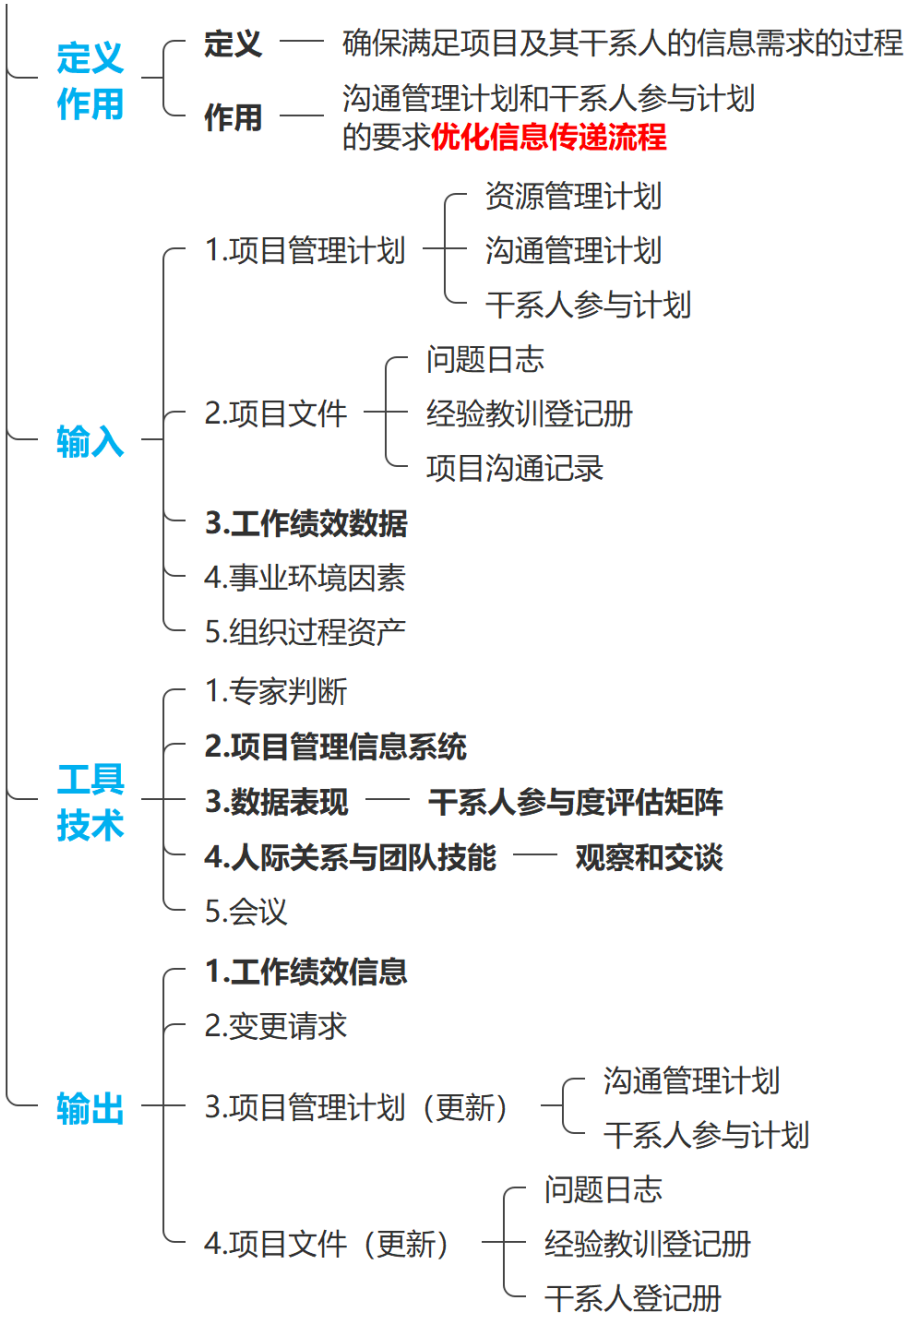 定义
作用
定义
确保满足项目及其干系人的信息需求的过程
作用
沟通管理计划和干系人参与计划
的要求优化信息传递流程
输入
1.项目管理计划
资源管理计划
沟通管理计划
干系人参与计划
2.项目文件
问题日志
经验教训登记册
项目沟通记录
3.工作绩效数据
4.事业环境因素
5.组织过程资产
工具
技术
1.专家判断
2.项目管理信息系统
3.数据表现
干系人参与度评估矩阵
4.人际关系与团队技能
观察和交谈
5.会议
输出
1.工作绩效信息
2.变更请求
3.项目管理计划（更新）
沟通管理计划
干系人参与计划
4.项目文件（更新）
问题日志
经验教训登记册
干系人登记册